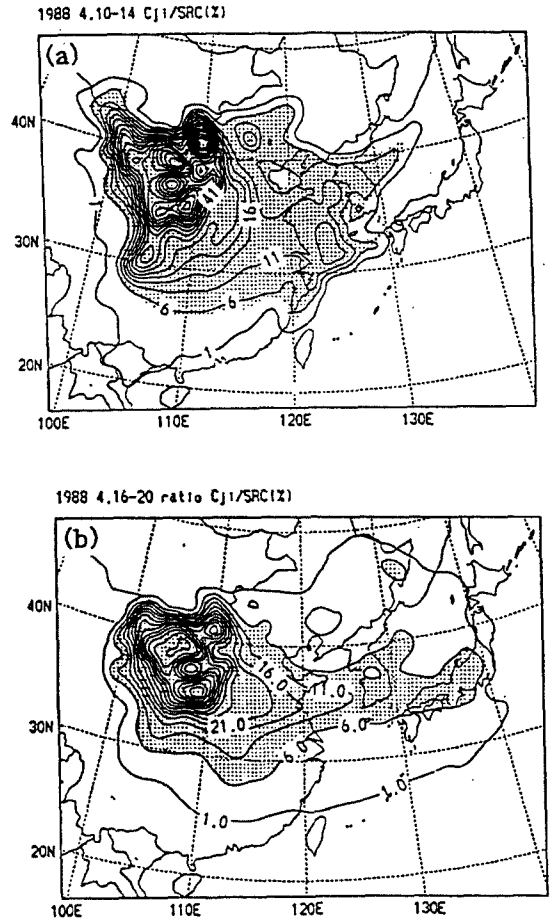 1988 4.10-14 Cji/SRC(%)
(a)
40N
30N
20N
41
16
11
6
6
1
1
100E
110E
120E
130E
1988 4.16-20 ratio Cji/SRC(%)
(b)
40N
30N
20N
16.0
11.0
21.0
6.0
6.0
1.0
1.0
100E
110E
120E
130E